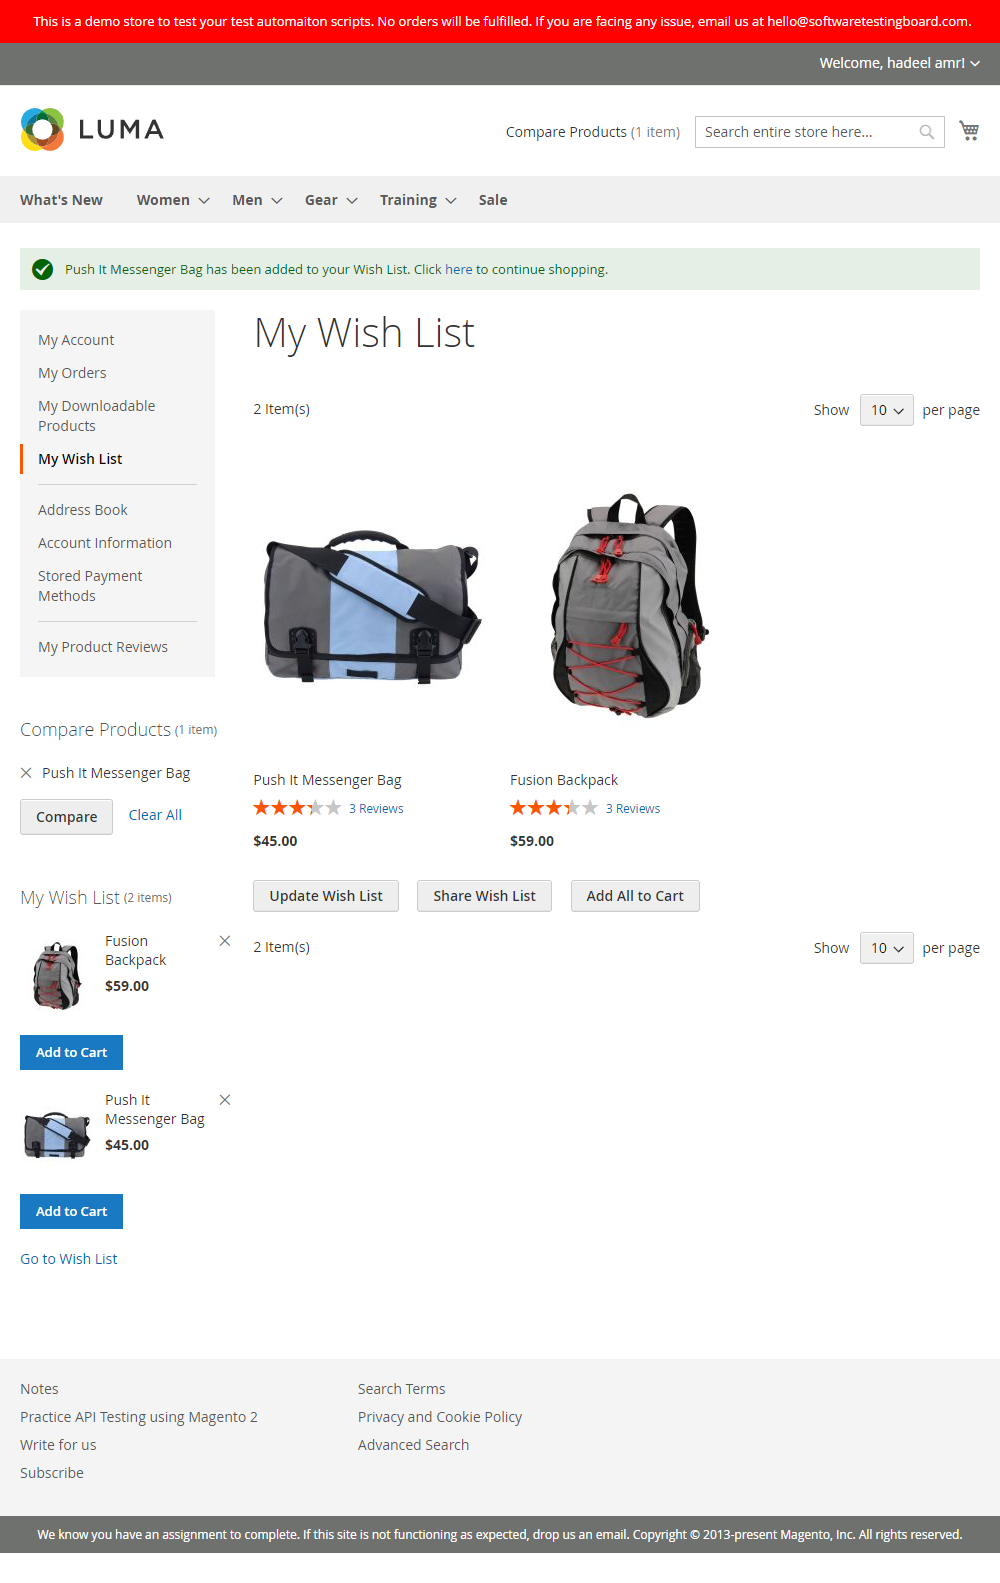 This is a demo store to test your test automaiton scripts. No orders will be fulfilled. If you are facing any issue, email us at hello@softwaretestingboard.com.
Welcome, hadeel amr!
LUMA
Compare Products (1 item)
Search entire store here...
What's New
Women
Men
Gear
Training
Sale
Push It Messenger Bag has been added to your Wish List. Click here to continue shopping.
My Account
My Orders
My Downloadable
Products
My Wish List
Address Book
Account Information
Stored Payment
Methods
My Product Reviews
Compare Products (1 item)
Push It Messenger Bag
Compare
Clear All
My Wish List (2 items)
Fusion
Backpack
$59.00
Add to Cart
Push It
Messenger Bag
$45.00
Add to Cart
Go to Wish List
My Wish List
2 Item(s)
Show 10 per page
Push It Messenger Bag
3 Reviews
$45.00
Fusion Backpack
3 Reviews
$59.00
Update Wish List
Share Wish List
Add All to Cart
2 Item(s)
Show 10 per page
Notes
Practice API Testing using Magento 2
Write for us
Subscribe
Search Terms
Privacy and Cookie Policy
Advanced Search
We know you have an assignment to complete. If this site is not functioning as expected, drop us an email. Copyright © 2013-present Magento, Inc. All rights reserved.